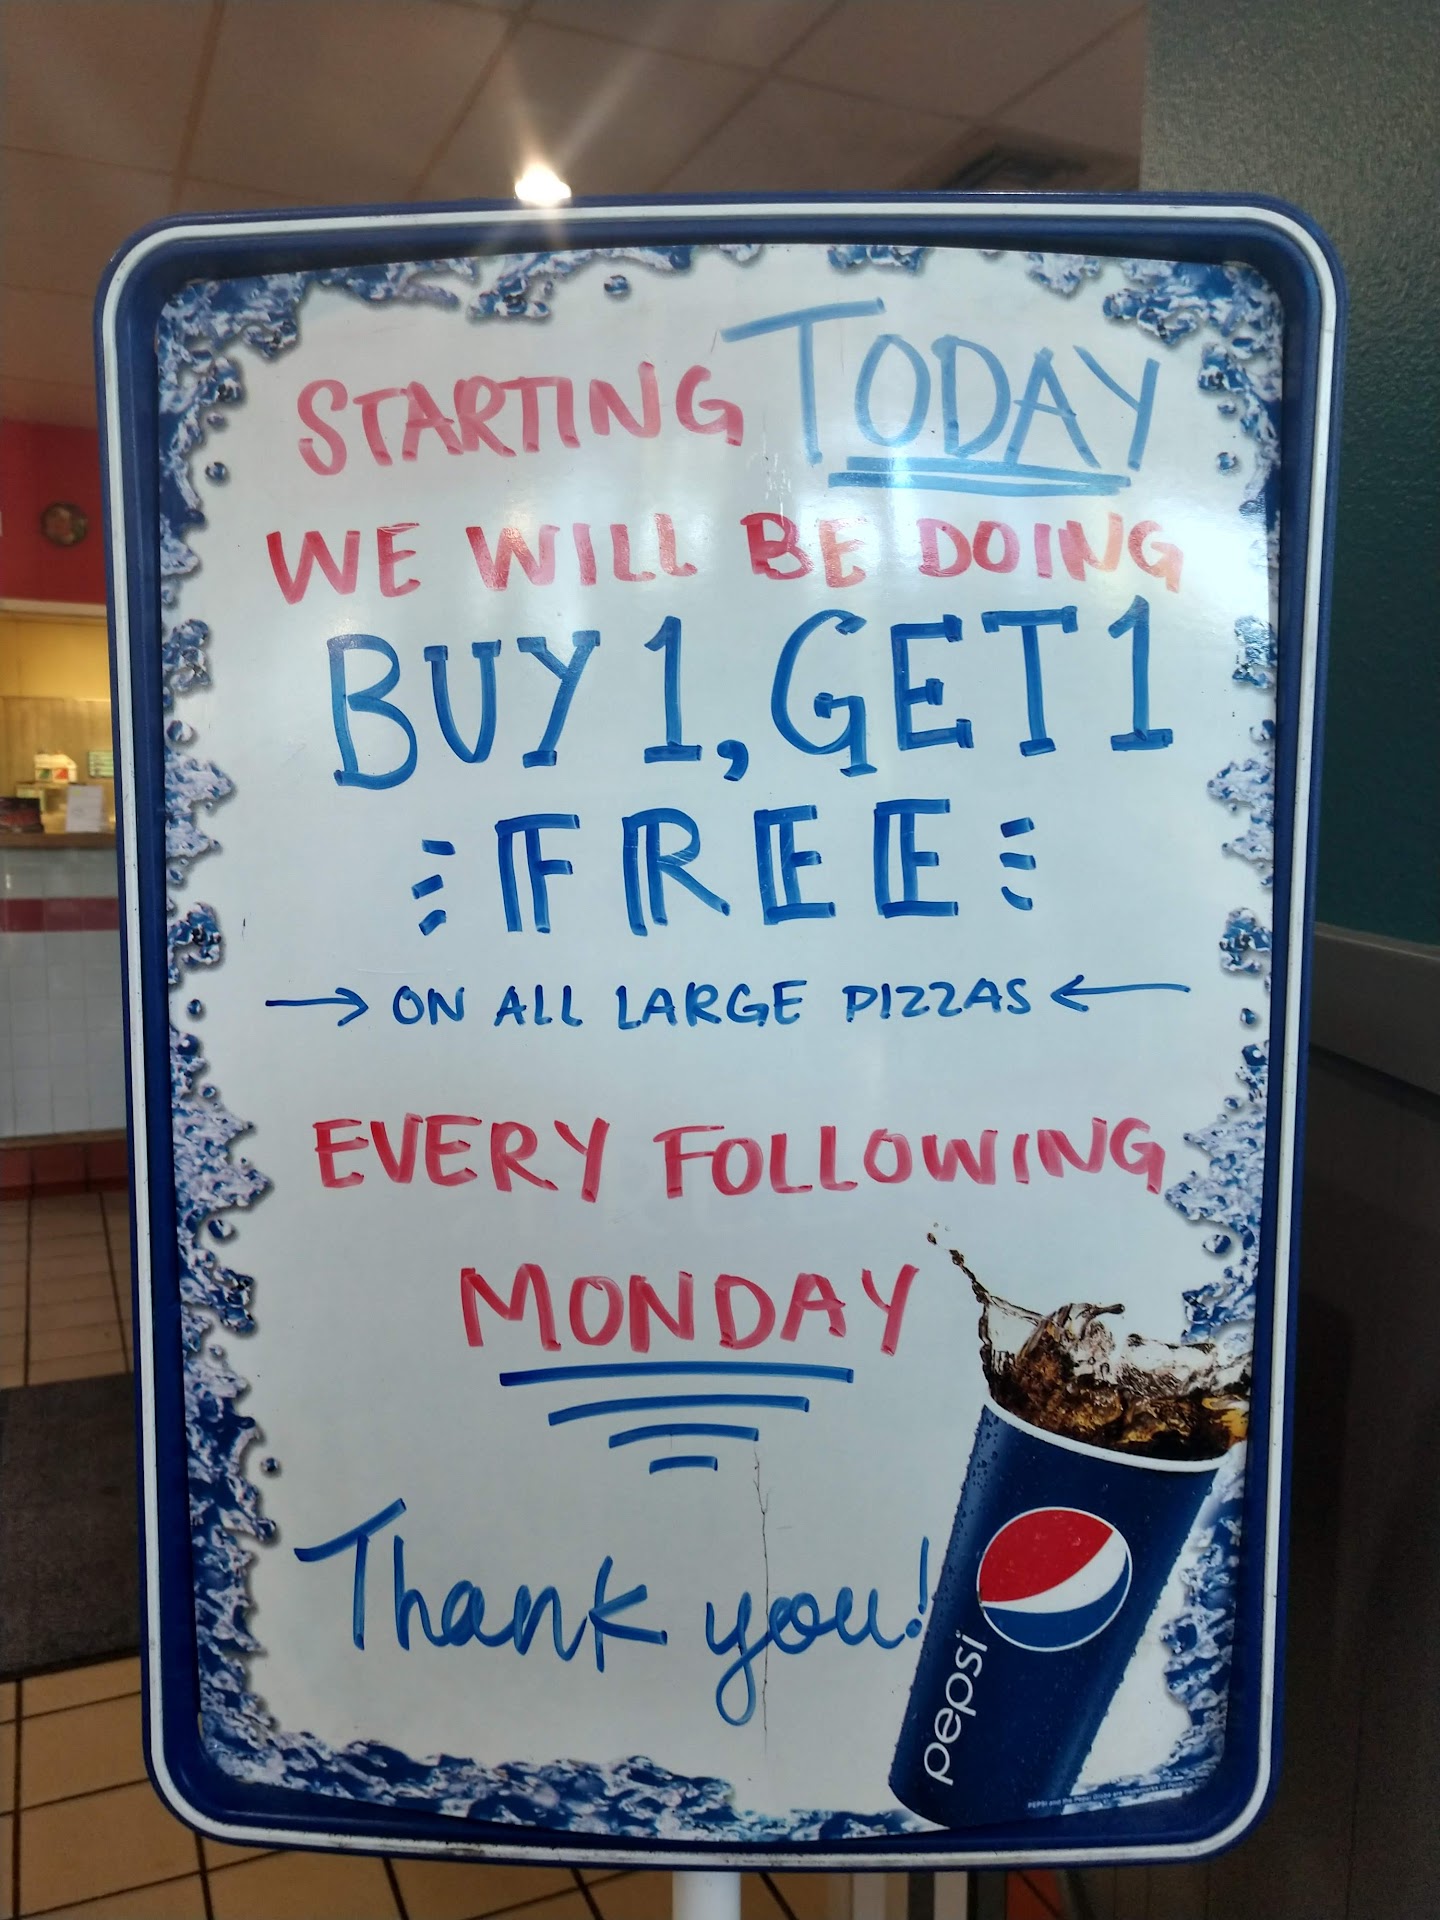 STARTING TODAY
WE WILL BE DOING
BUY 1, GET 1
FREE
ON ALL LARGE PIZZAS
EVERY FOLLOWING
MONDAY
Thank you!
pepsi